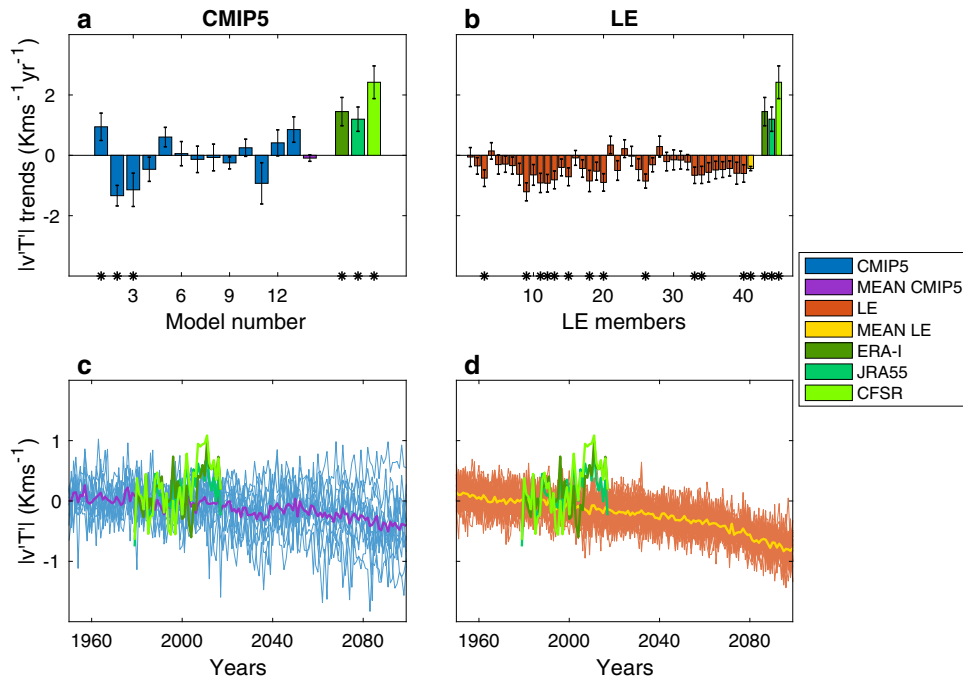 a CMIP5
b LE
|v'T'| trends (Kms⁻¹yr⁻¹)
2
0
-2
* * * * * *
3 6 9 12
Model number
* * * * * * * * * * * * * * * * *
10 20 30 40
LE members
CMIP5
MEAN CMIP5
LE
MEAN LE
ERA-I
JRA55
CFSR
c
d
|v'T'| (Kms⁻¹)
1
0
-1
1960 2000 2040 2080
Years
1960 2000 2040 2080
Years